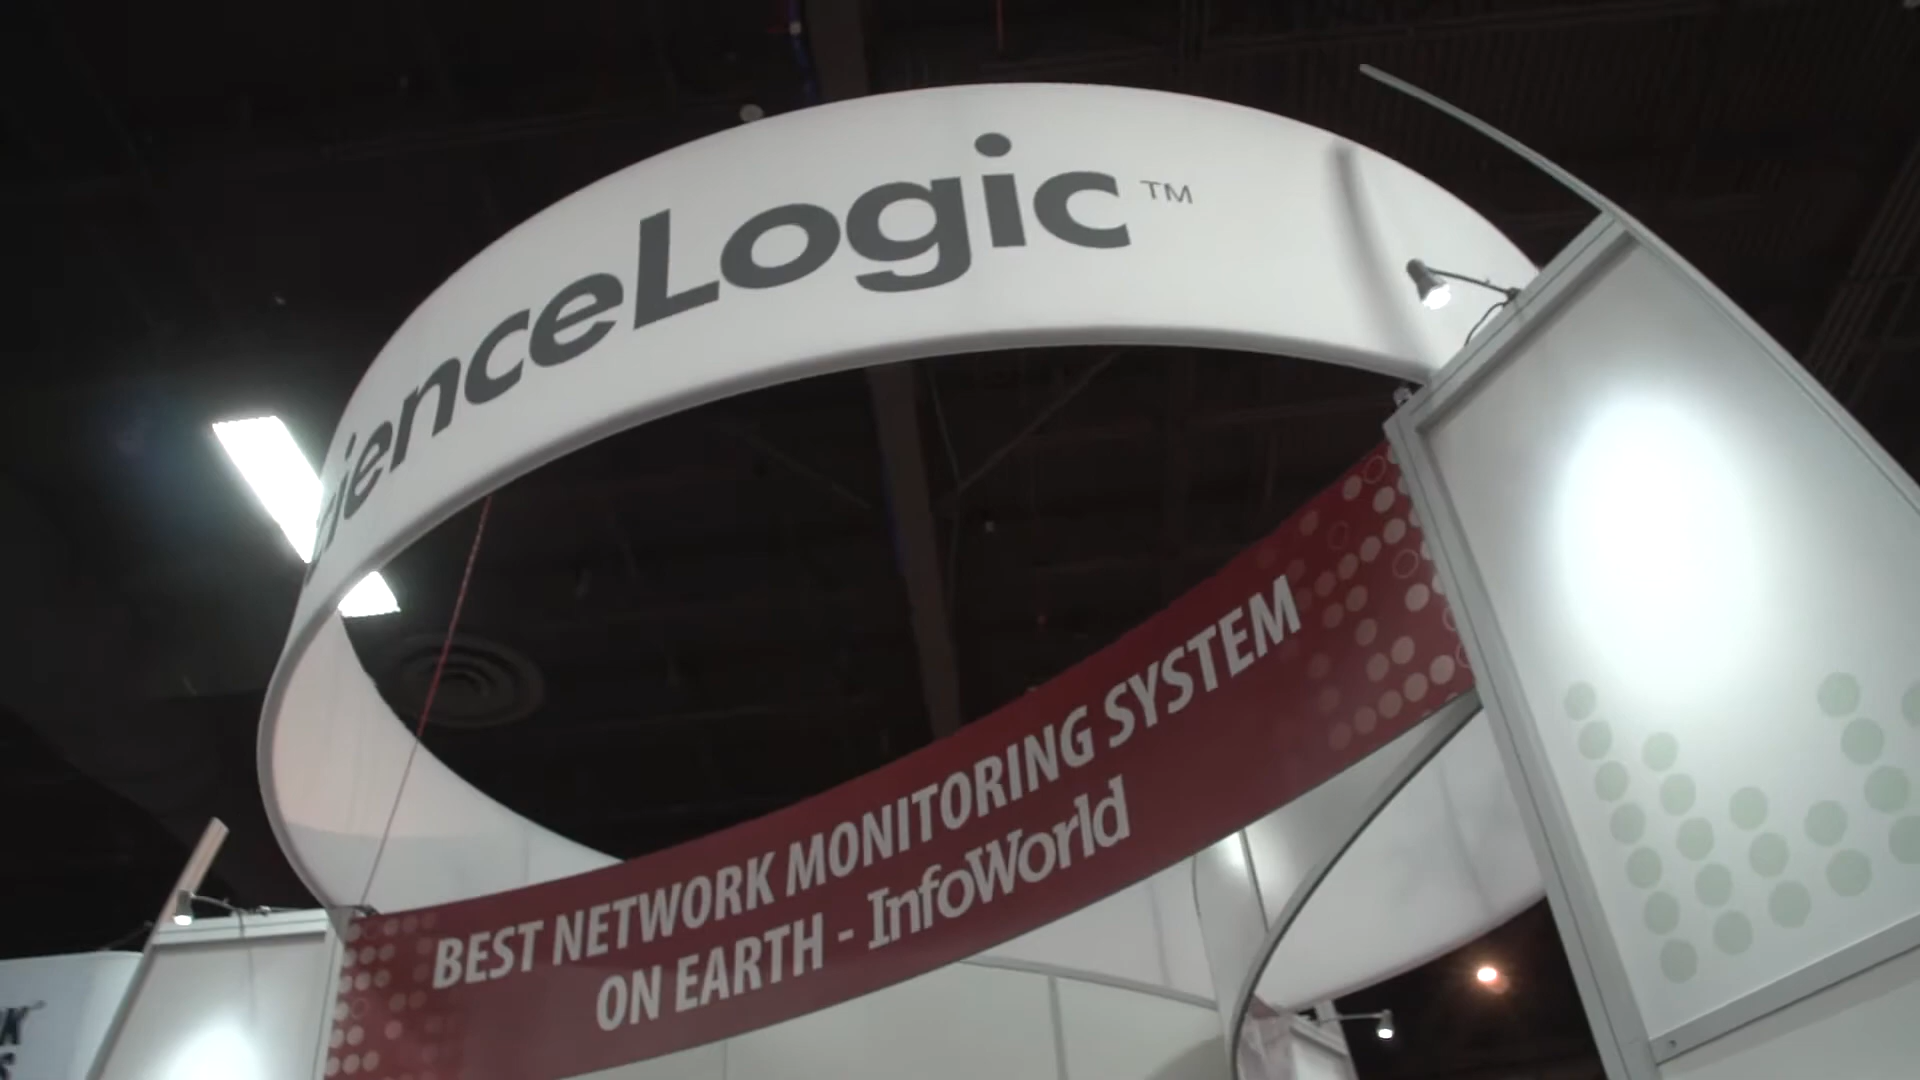 ienceLogic™
BEST NETWORK MONITORING SYSTEM
ON EARTH - InfoWorld